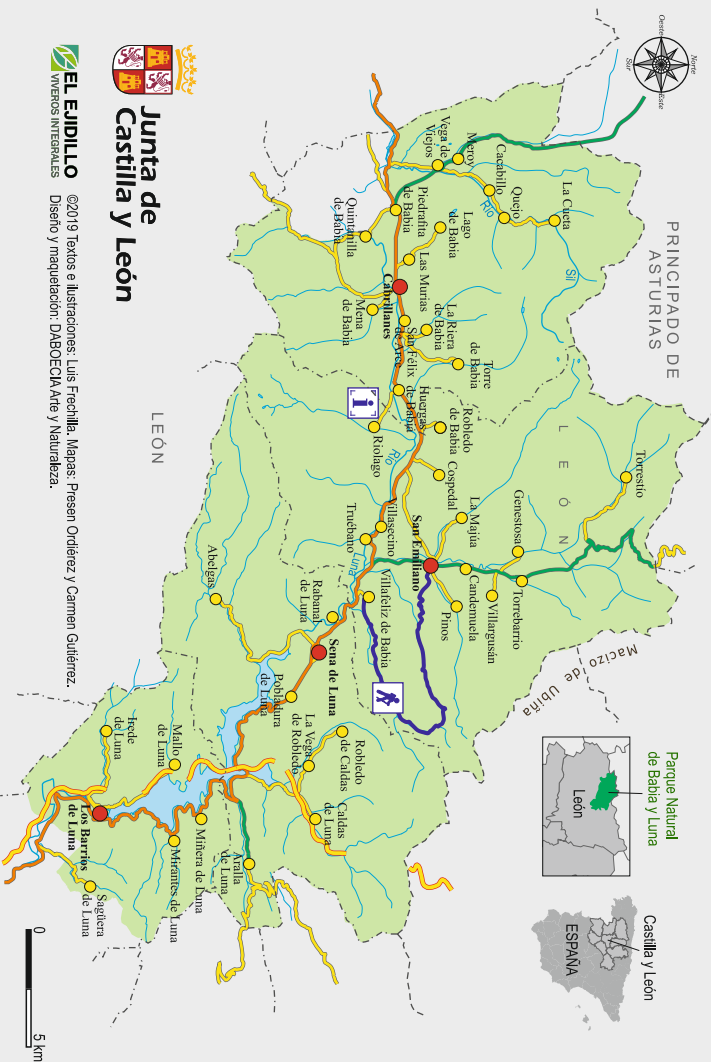 Norte
Oeste
Este
Sur
PRINCIPADO DE
ASTURIAS
La Cueta
Quejo
Cacabillo
Meroy
Vega de
Viejos
Río
Sil
Piedrafita
de Babia
Lago
de Babia
Las Murias
Quintanilla
de Babia
Cabrillanes
Mena
de Babia
La Riera
de Babia
San Félix
de Arce
Torre
de Babia
Huergas
de Babia
Riolago
i
Robledo
de Babia
Cospedal
Río
L E Ó N
Torrestío
Genestosa
La Majúa
San Emiliano
Torrebarrio
Villargusán
Candemuela
Pinos
Villasecino
Truébano
Luna
Villafeliz de Babia
Macizo de Ubiña
LEÓN
Abelgas
Rabanal
de Luna
Sena de Luna
Pobladura
de Luna
La Vega
de Robledo
Robledo
de Caldas
Caldas
de Luna
Aralla
de Luna
Mallo
de Luna
Irede
de Luna
Los Barrios
de Luna
Miñera de Luna
Mirantes de Luna
Sagüera
de Luna
Parque Natural
de Babia y Luna
León
Castilla y León
ESPAÑA
0 5 km
Junta de
Castilla y León
EL EJIDILLO
VIVEROS INTEGRALES
©2019 Textos e ilustraciones: Luis Frechilla. Mapas: Presen Ordiérez y Carmen Gutiérrez.
Diseño y maquetación: DABOECIA Arte y Naturaleza.